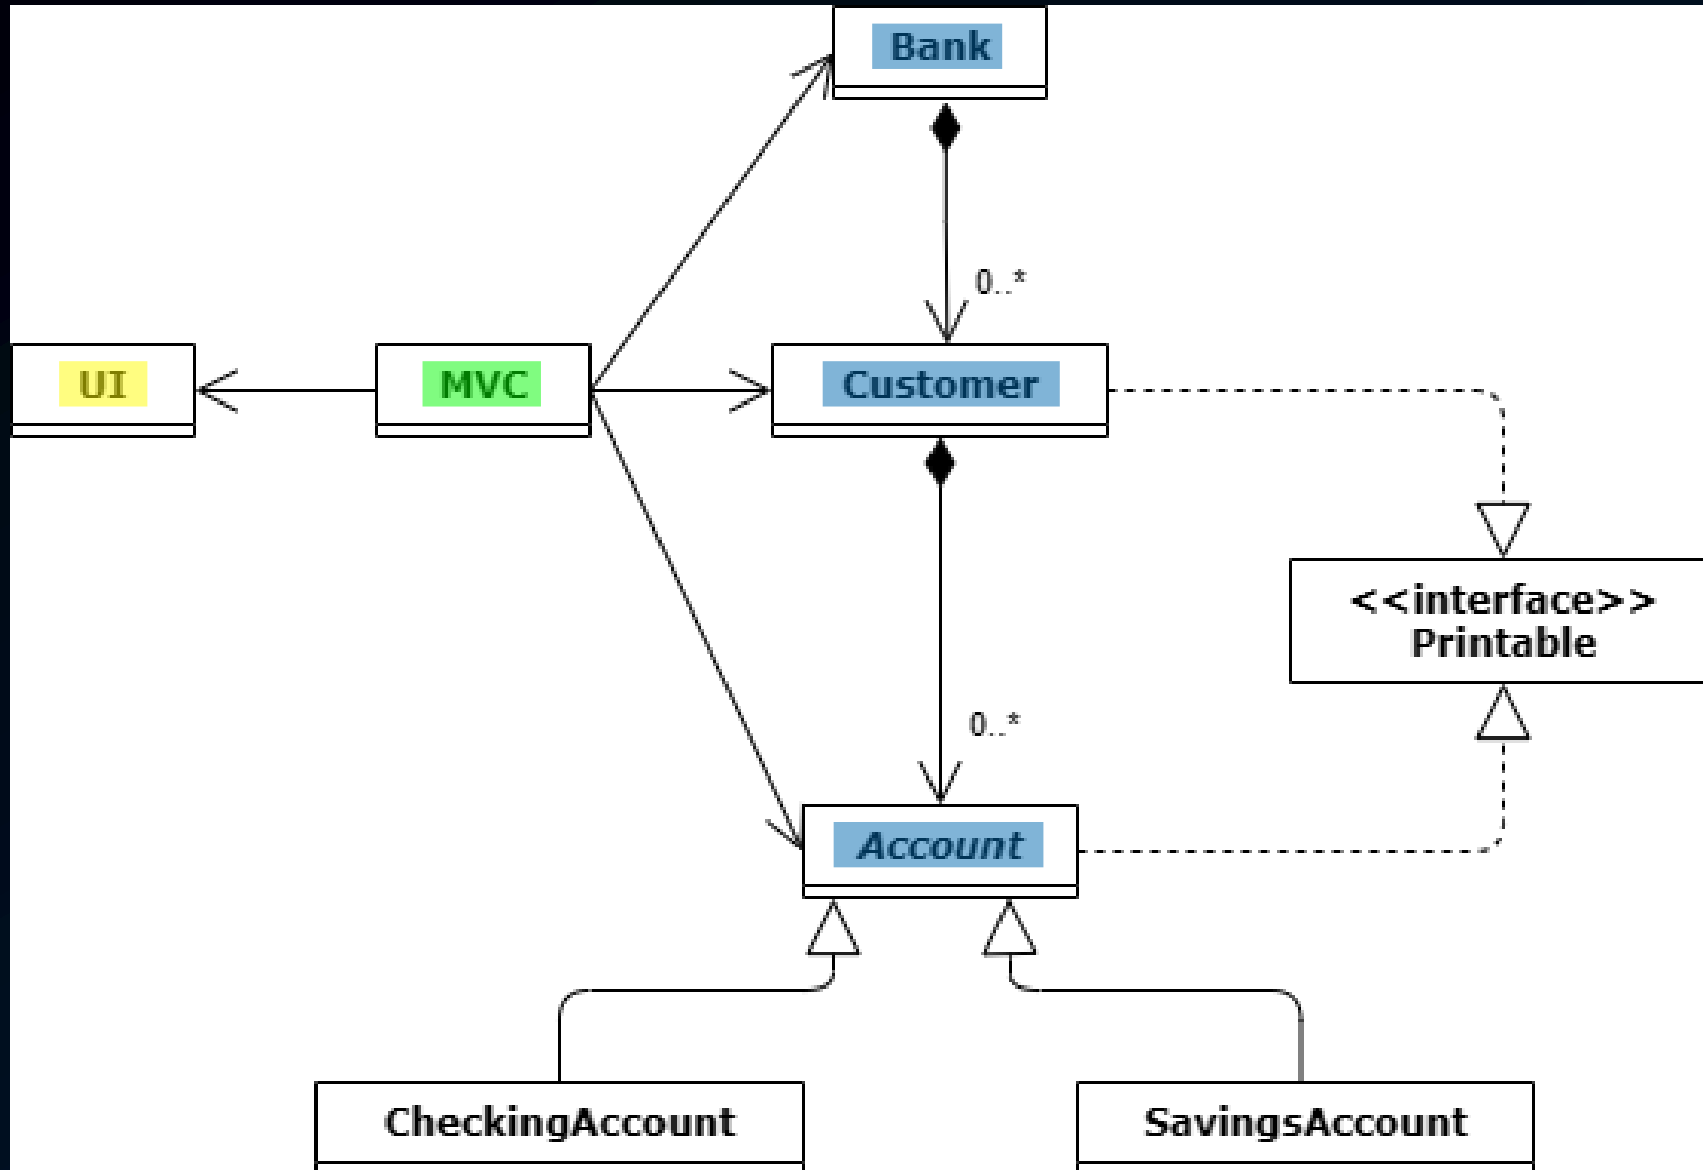 Bank
0..*
UI
MVC
Customer
<<interface>>
Printable
0..*
Account
CheckingAccount
SavingsAccount